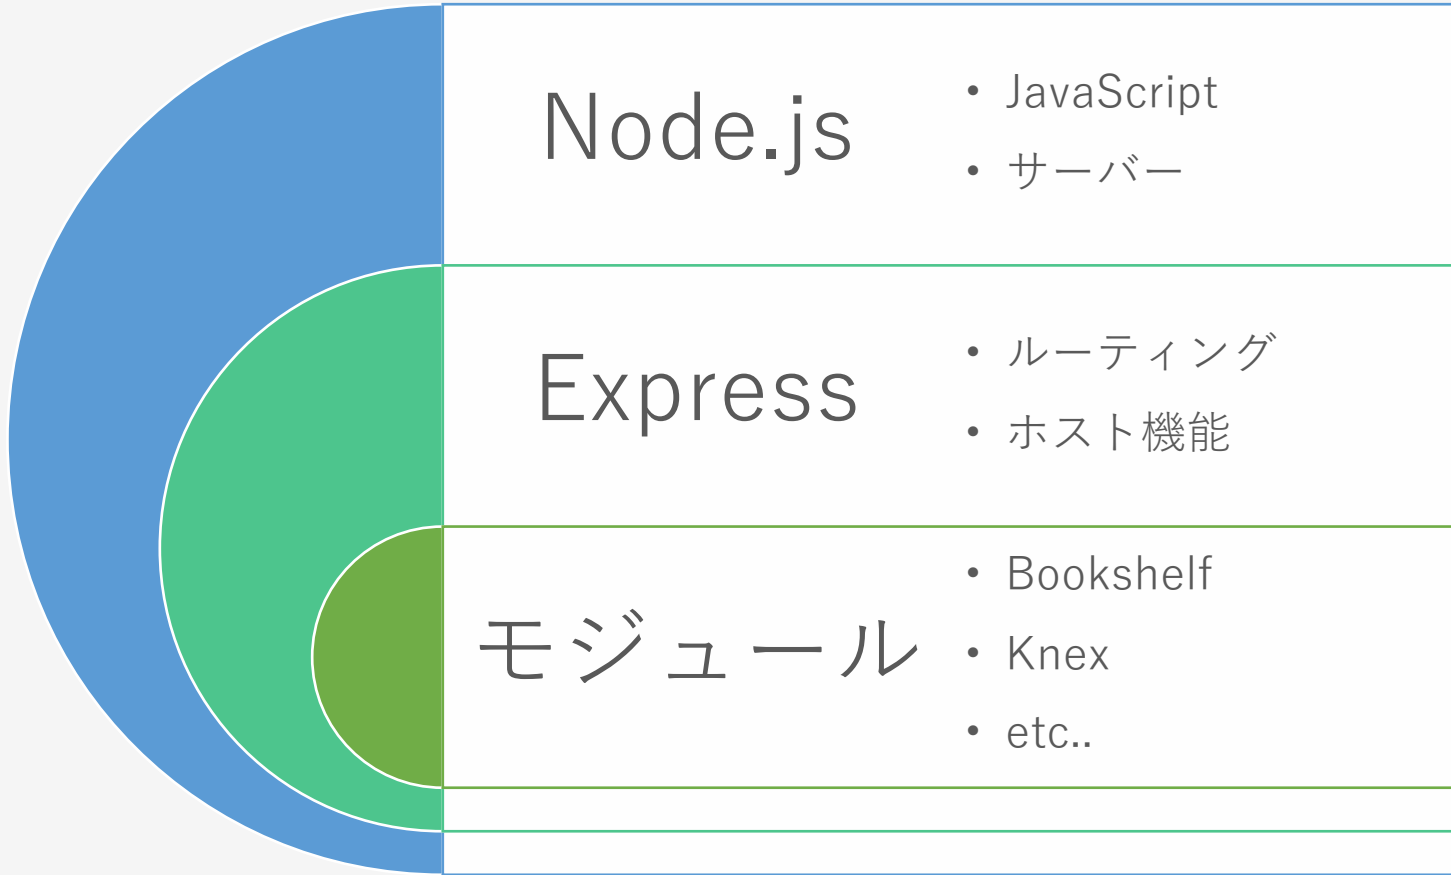 Node.js
• JavaScript
• サーバー
Express
• ルーティング
• ホスト機能
モジュール
• Bookshelf
• Knex
• etc..